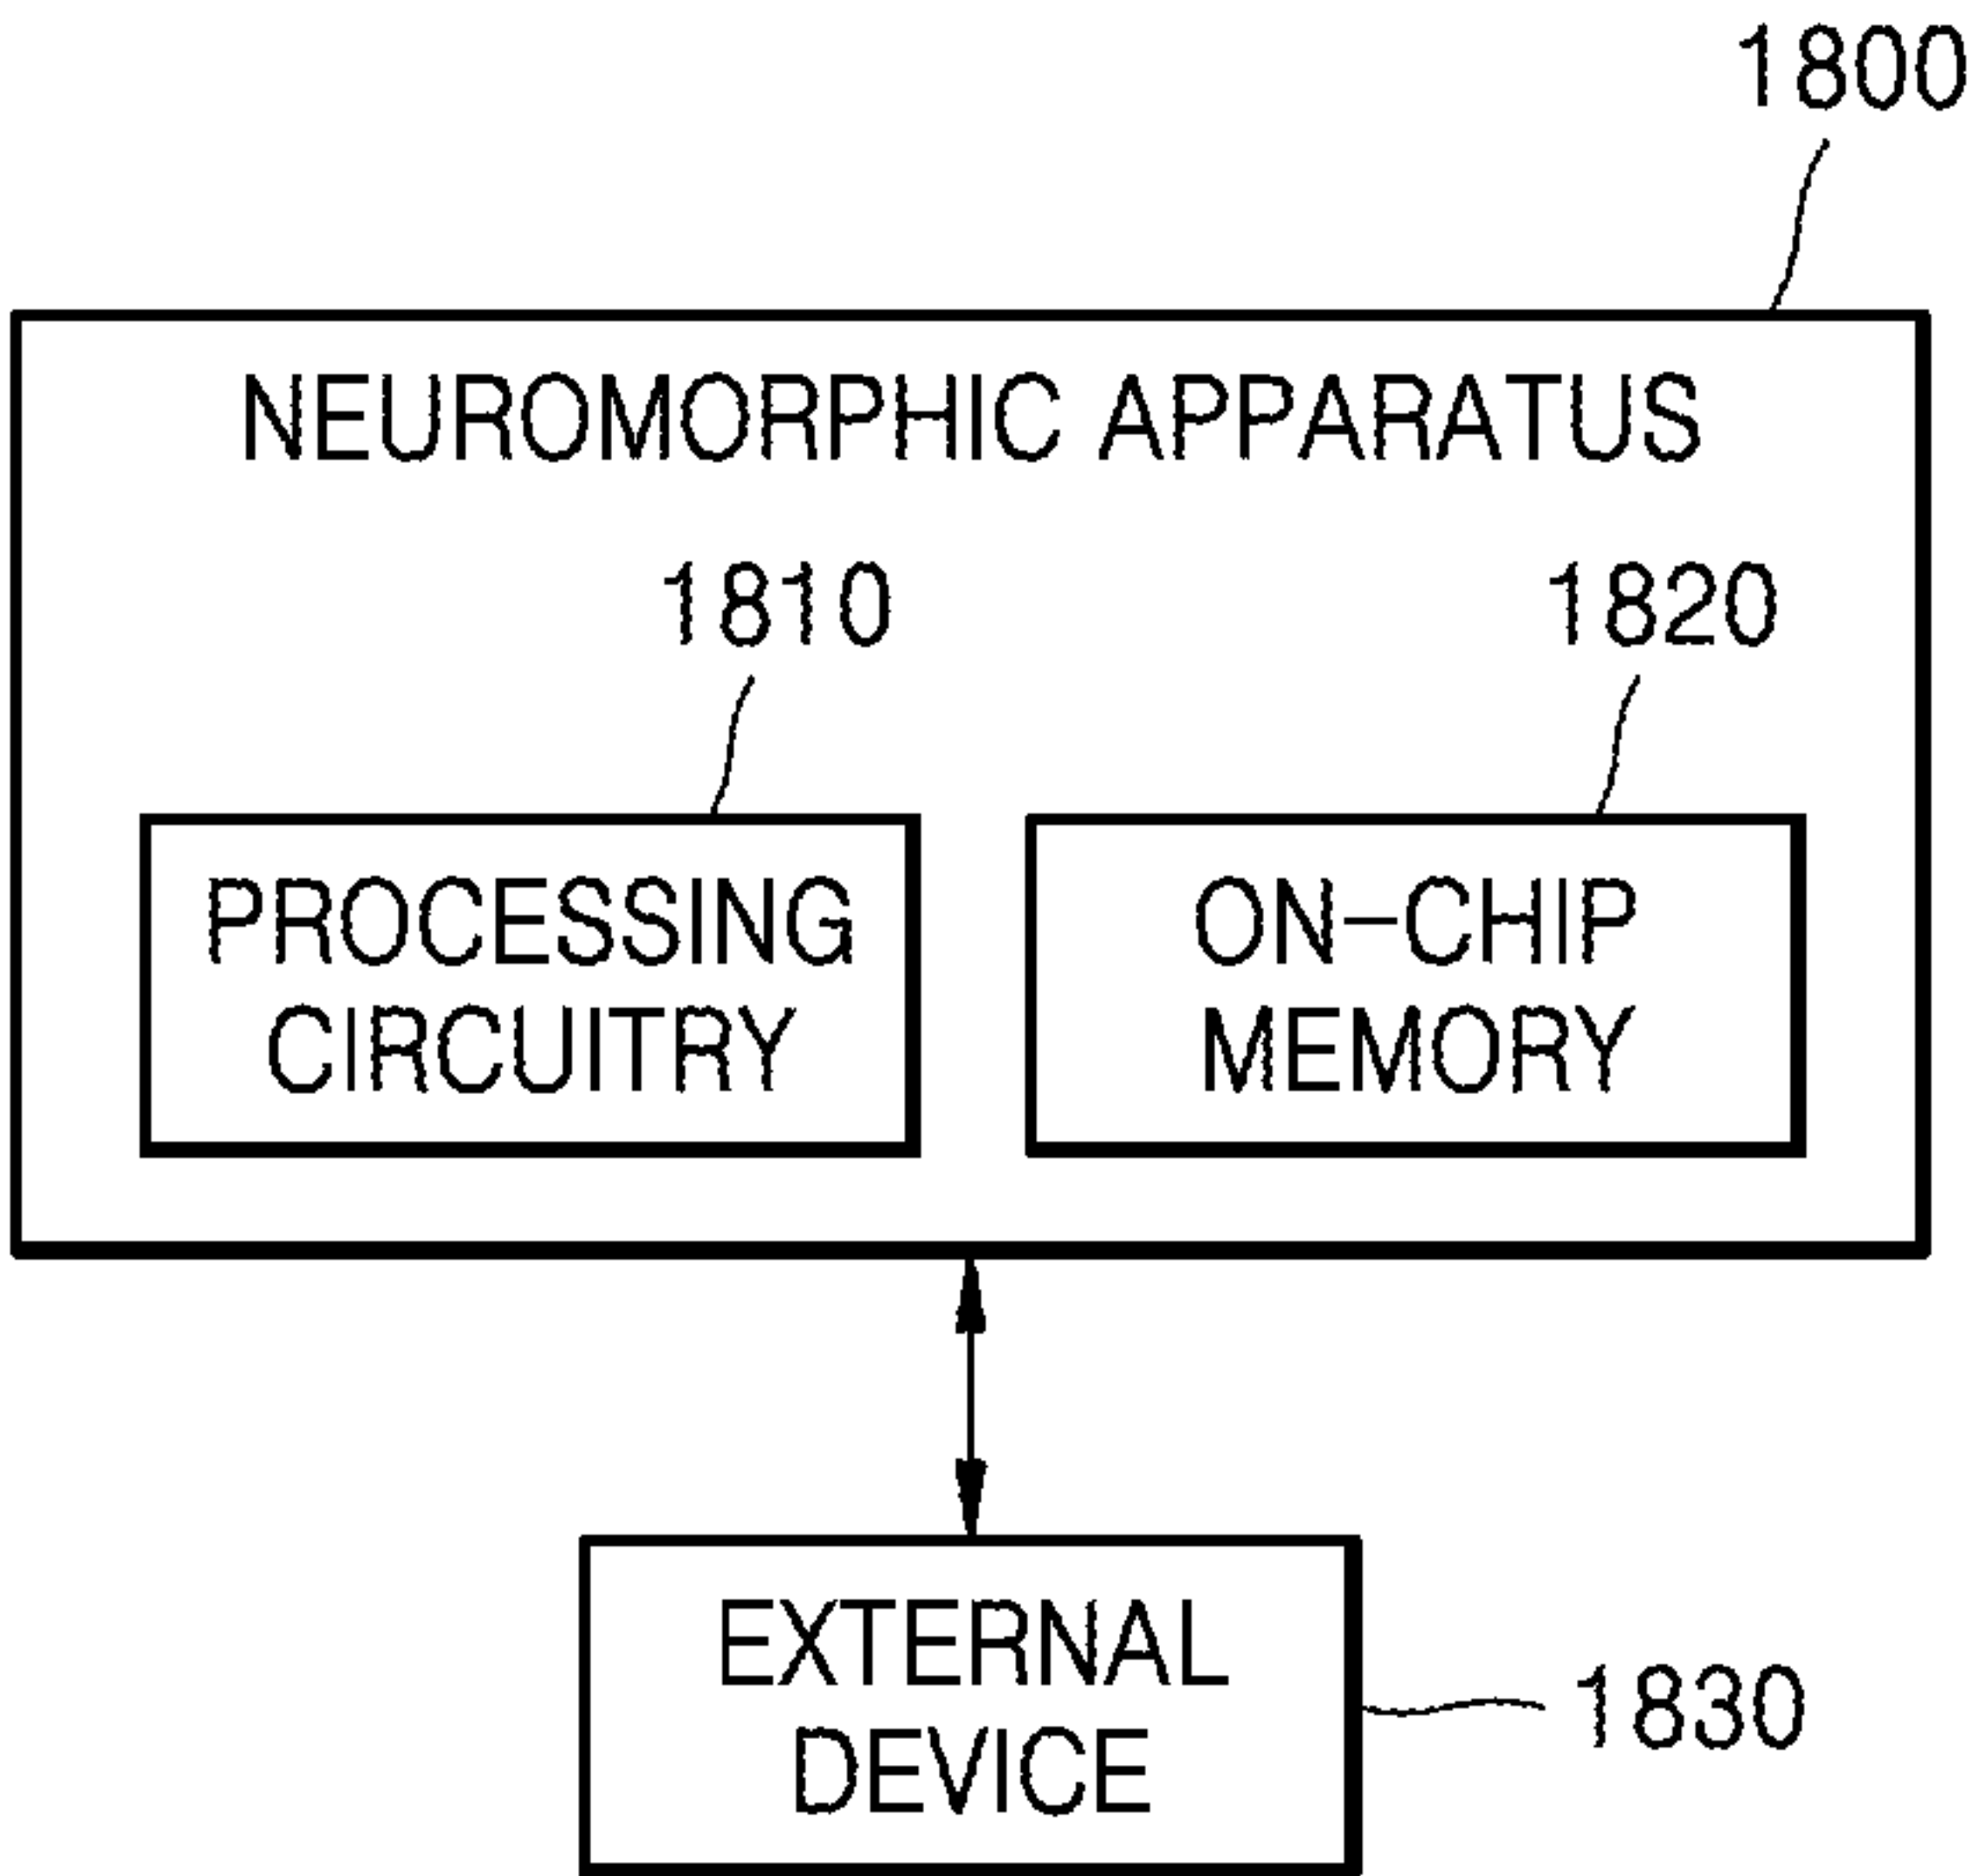 1800
NEUROMORPHIC APPARATUS
1810
1820
PROCESSING
CIRCUITRY
ON-CHIP
MEMORY
EXTERNAL
DEVICE
1830